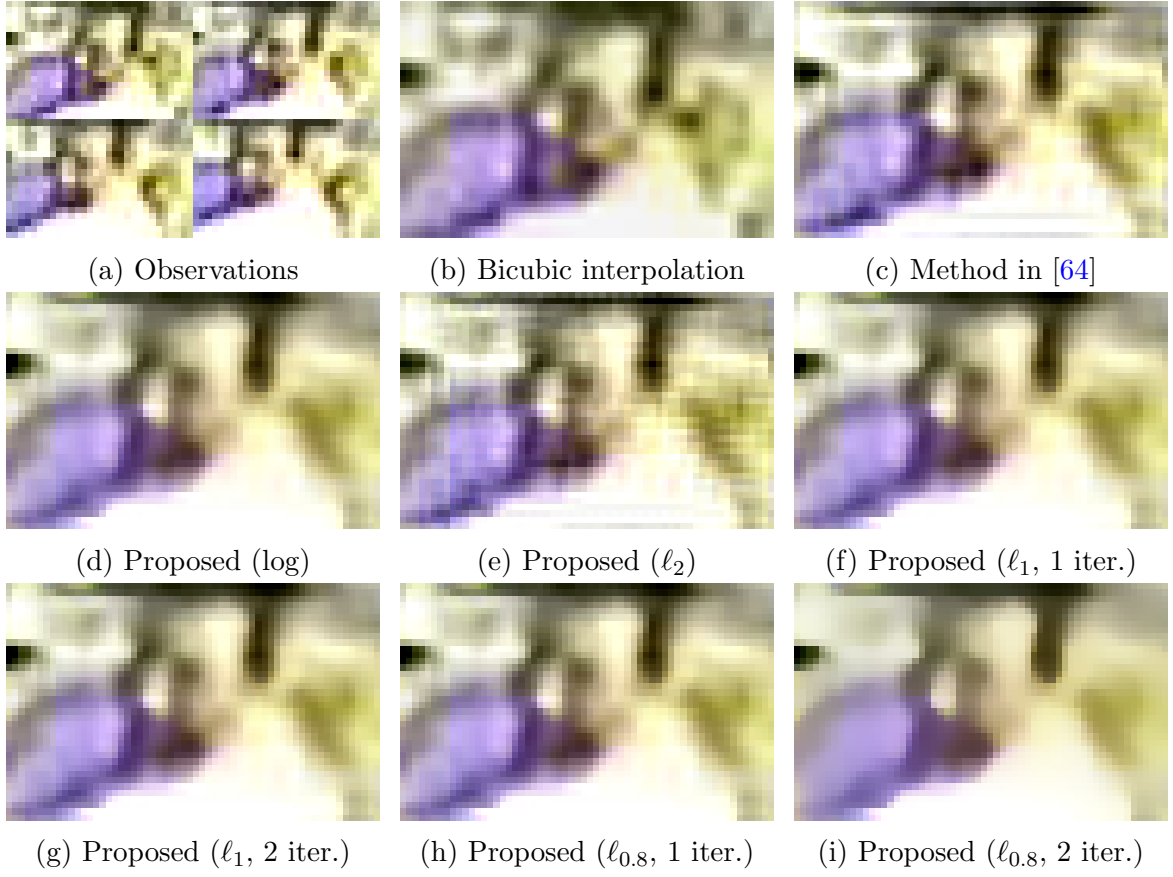 (a) Observations
(b) Bicubic interpolation
(c) Method in [64]
(d) Proposed (log)
(e) Proposed (ℓ₂)
(f) Proposed (ℓ₁, 1 iter.)
(g) Proposed (ℓ₁, 2 iter.)
(h) Proposed (ℓ₀.₈, 1 iter.)
(i) Proposed (ℓ₀.₈, 2 iter.)